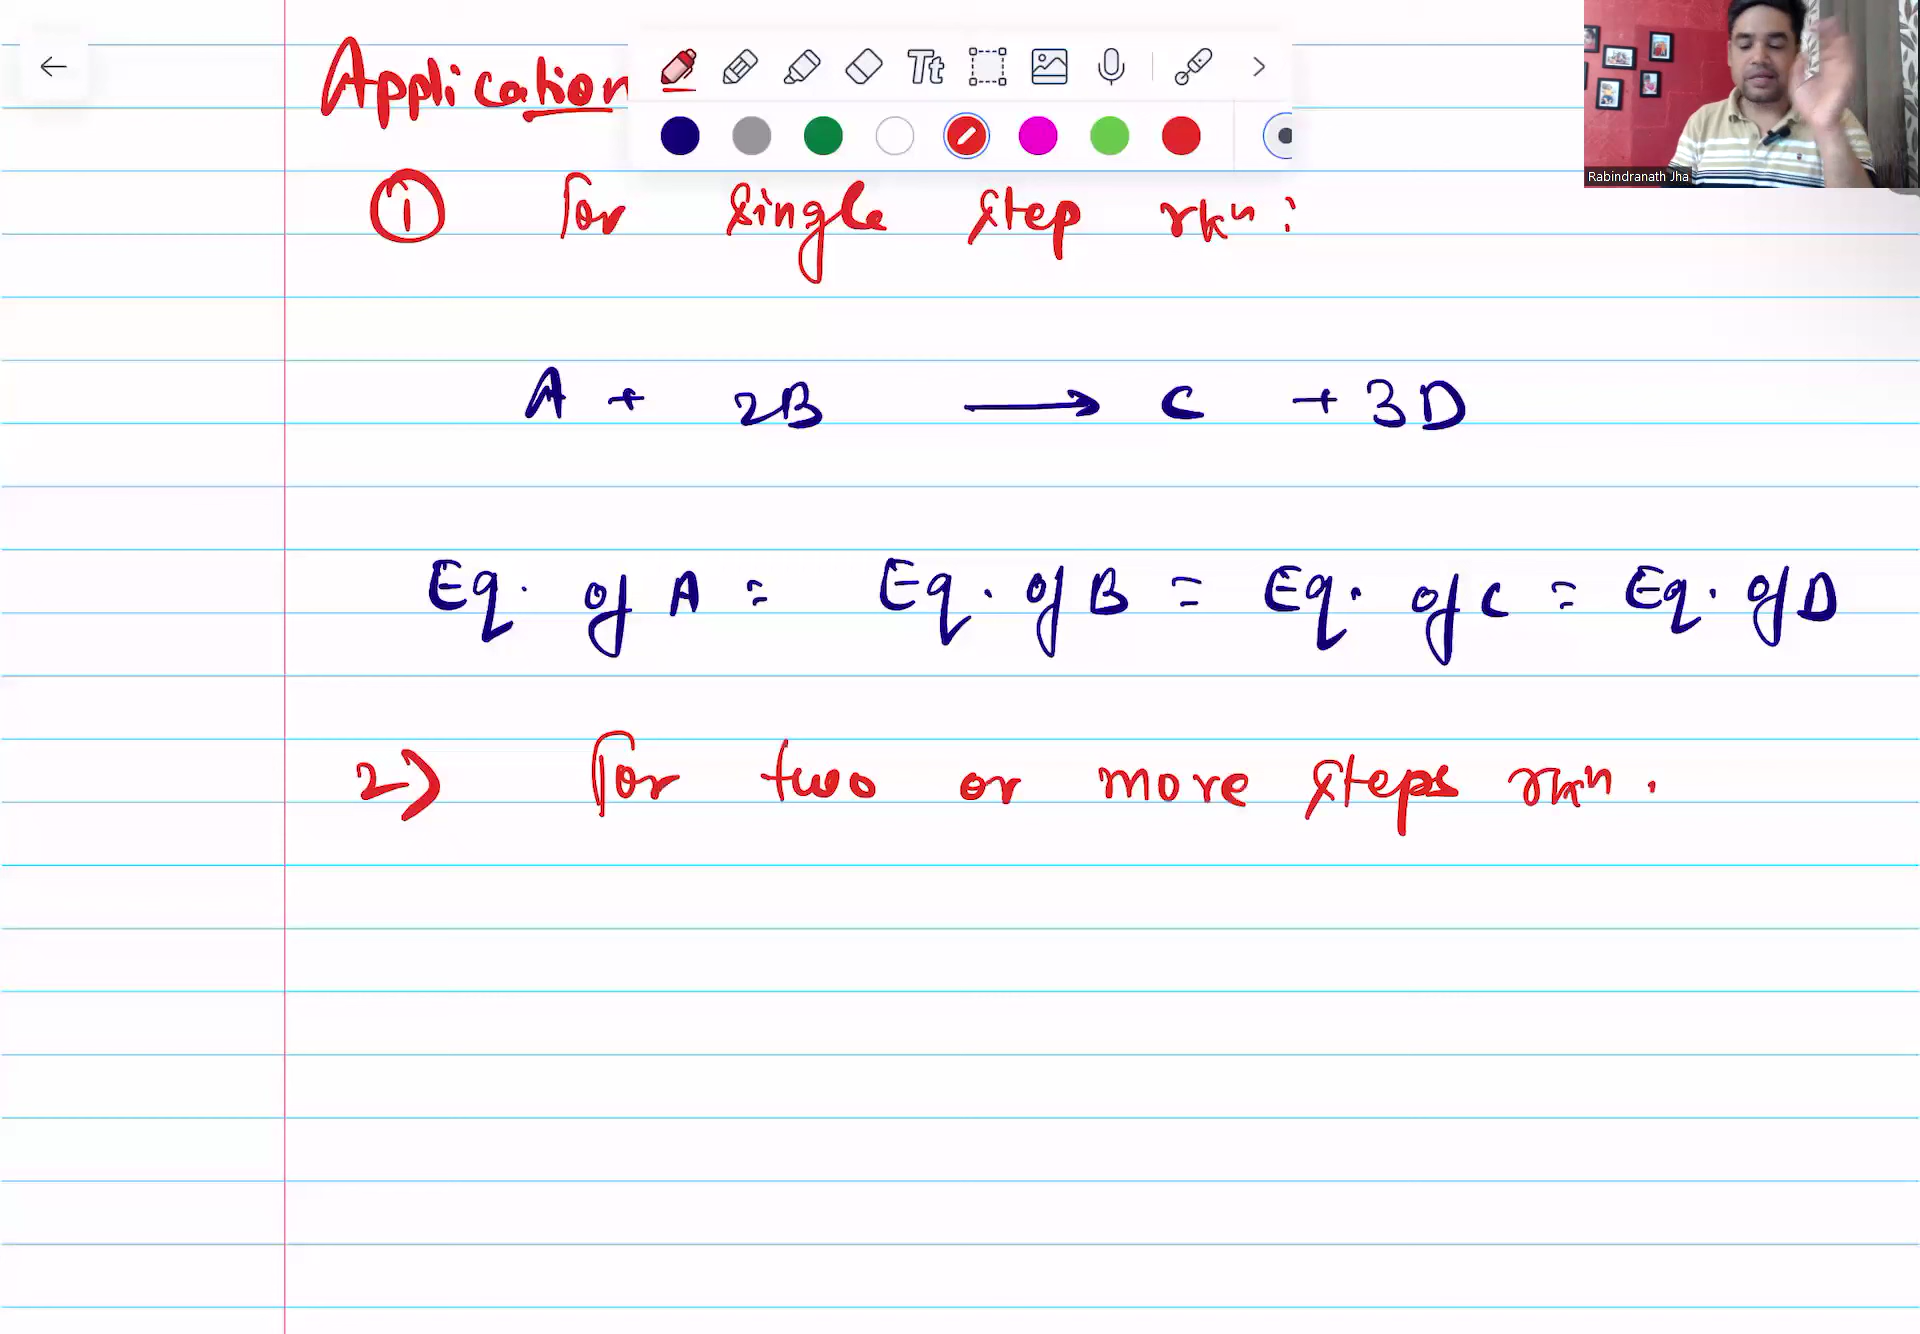 Application
① For single step rxn:
A + 2B → C + 3D
Eq. of A = Eq. of B = Eq. of C = Eq. of D
2) For two or more steps rxn.
Tt
Rabindranath Jha